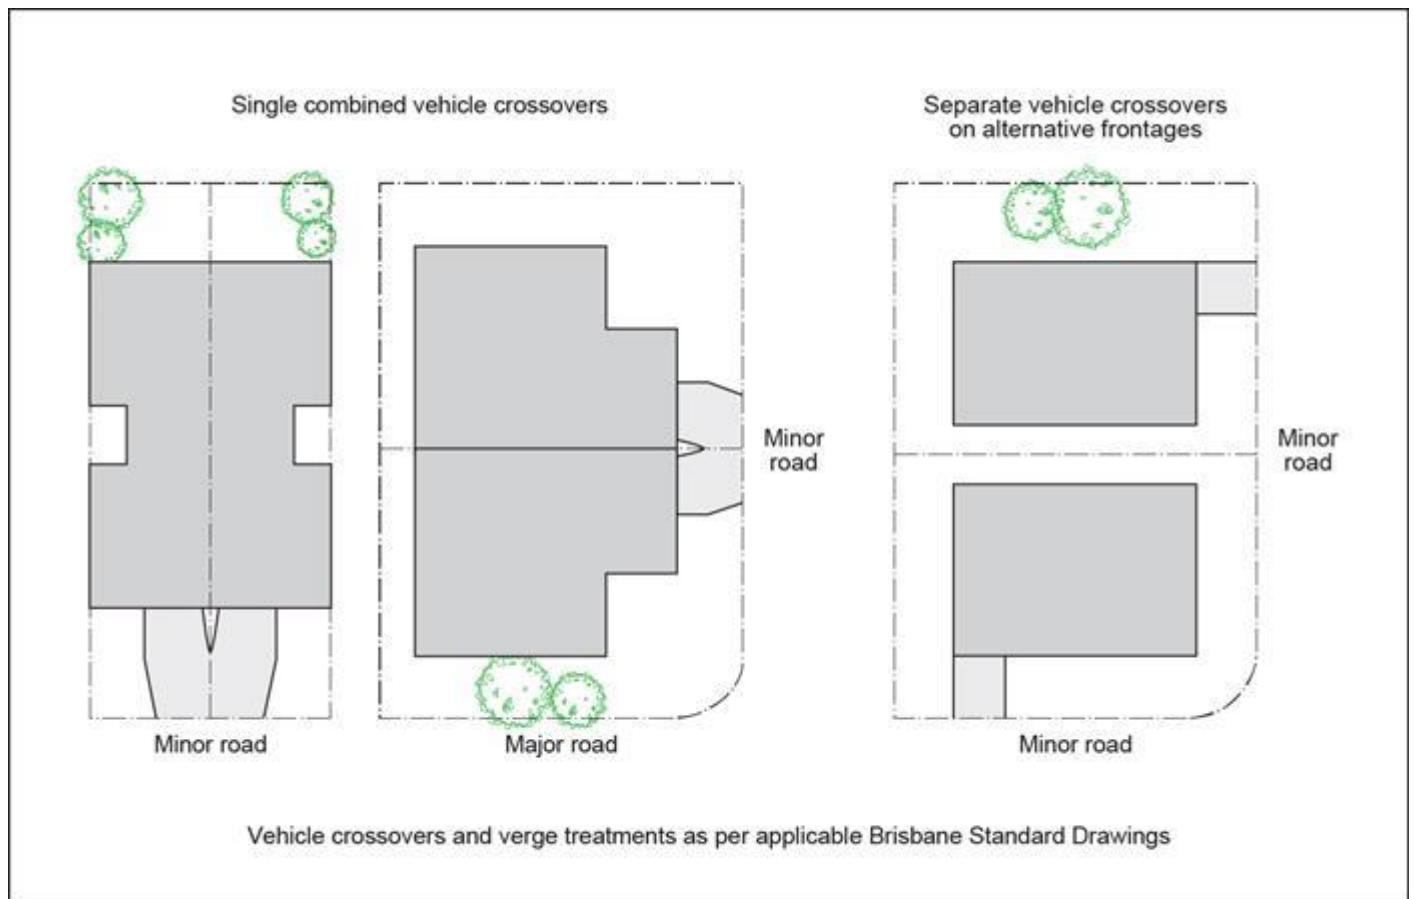 Single combined vehicle crossovers
Separate vehicle crossovers
on alternative frontages
Minor
road
Minor
road
Minor road
Major road
Minor road
Vehicle crossovers and verge treatments as per applicable Brisbane Standard Drawings